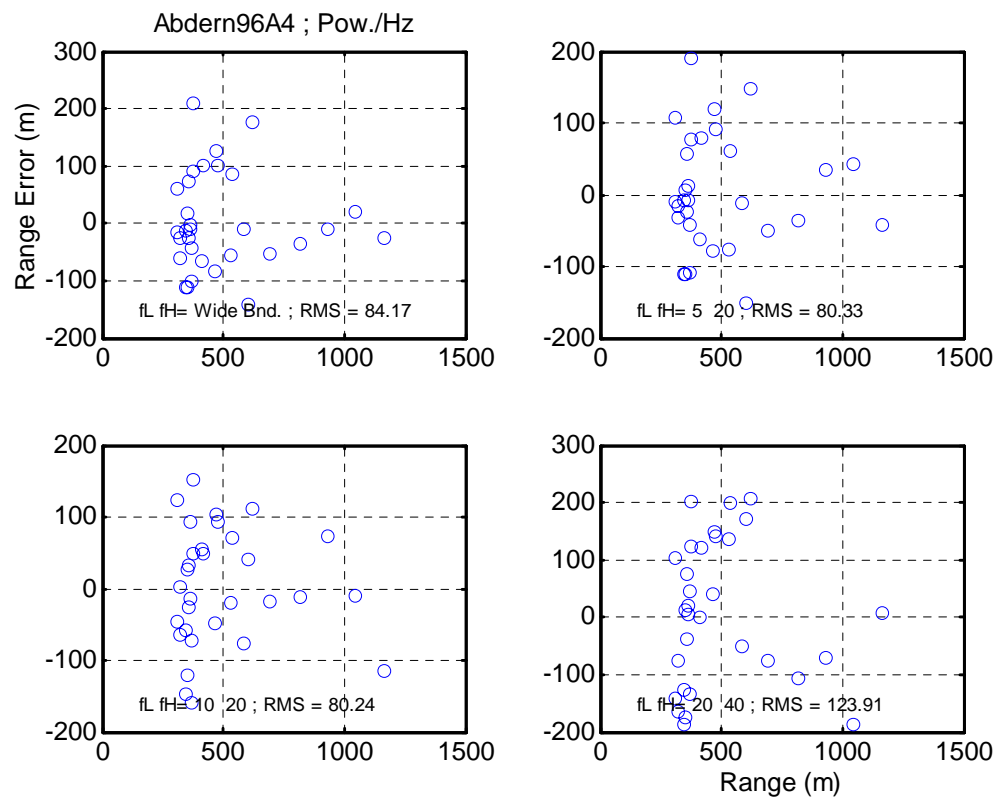 Abdern96A4 ; Pow./Hz
Range Error (m)
300
200
100
0
-100
-200
fL fH= Wide Bnd. ; RMS = 84.17
0 500 1000 1500
200
100
0
-100
-200
fL fH= 5 20 ; RMS = 80.33
0 500 1000 1500
200
100
0
-100
-200
fL fH= 10 20 ; RMS = 80.24
0 500 1000 1500
300
200
100
0
-100
-200
fL fH= 20 40 ; RMS = 123.91
0 500 1000 1500
Range (m)